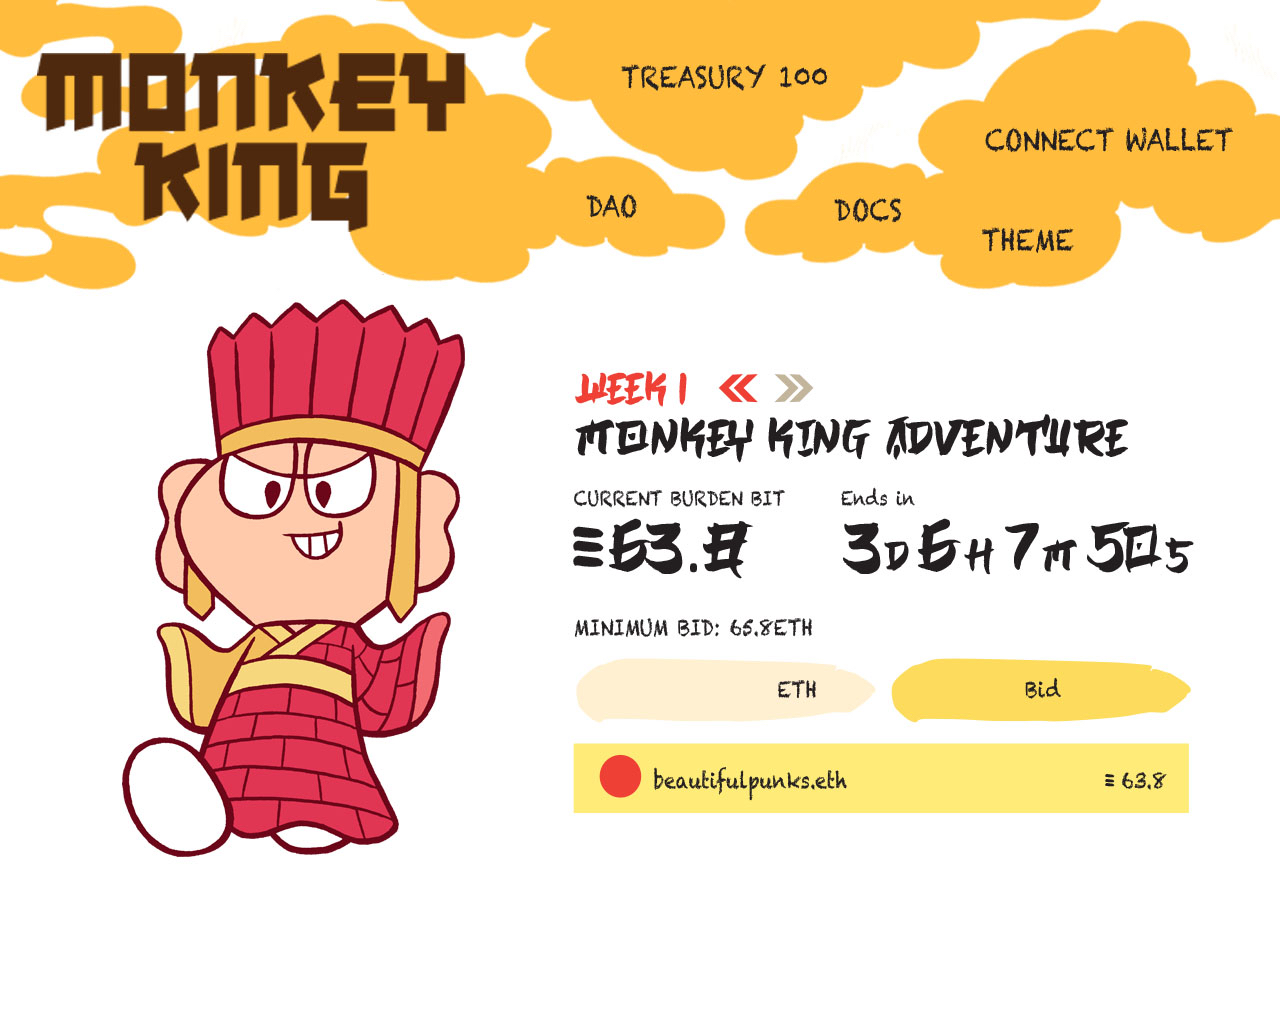 MONKEY
KING
TREASURY 100
CONNECT WALLET
DAO
DOCS
THEME
WEEK 1
MONKEY KING ADVENTURE
CURRENT BURDEN BIT
Ends in
Ξ63.8
3D 6H 7M 50S
MINIMUM BID: 65.8ETH
ETH
Bid
beautifulpunks.eth
Ξ 63.8